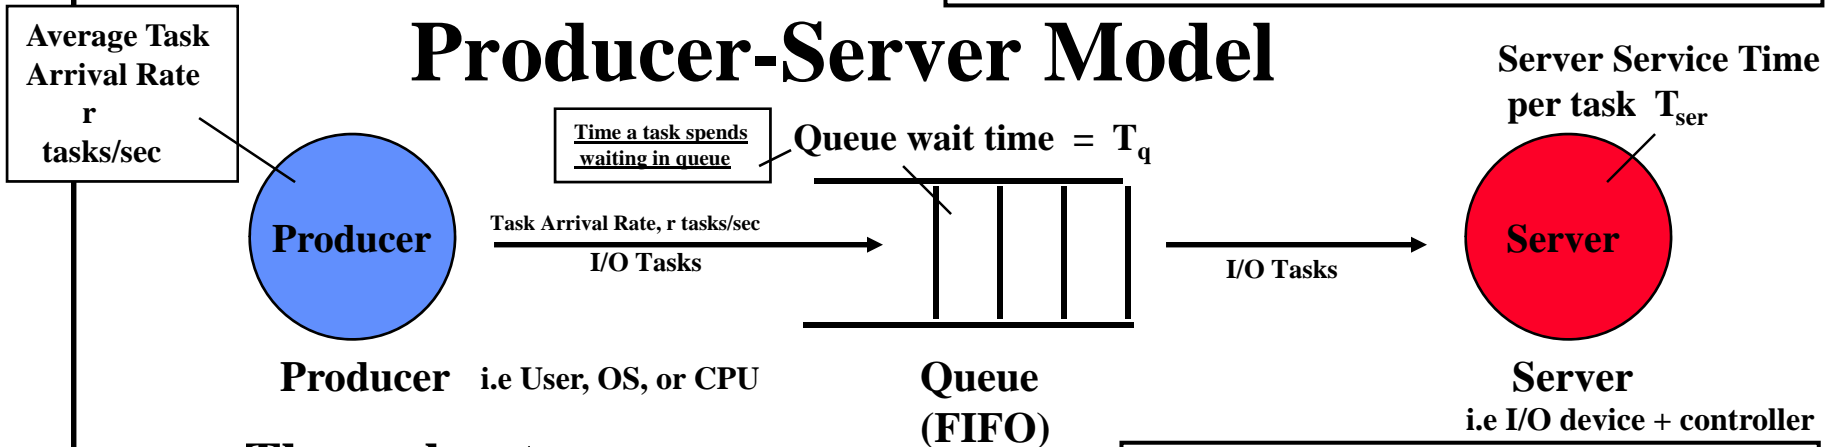 Producer-Server Model
Average Task
Arrival Rate
r
tasks/sec
Time a task spends
waiting in queue
Queue wait time = Tq
Server Service Time
per task Tser
Producer
Task Arrival Rate, r tasks/sec
I/O Tasks
I/O Tasks
Server
Producer i.e User, OS, or CPU
Queue
(FIFO)
Server
i.e I/O device + controller